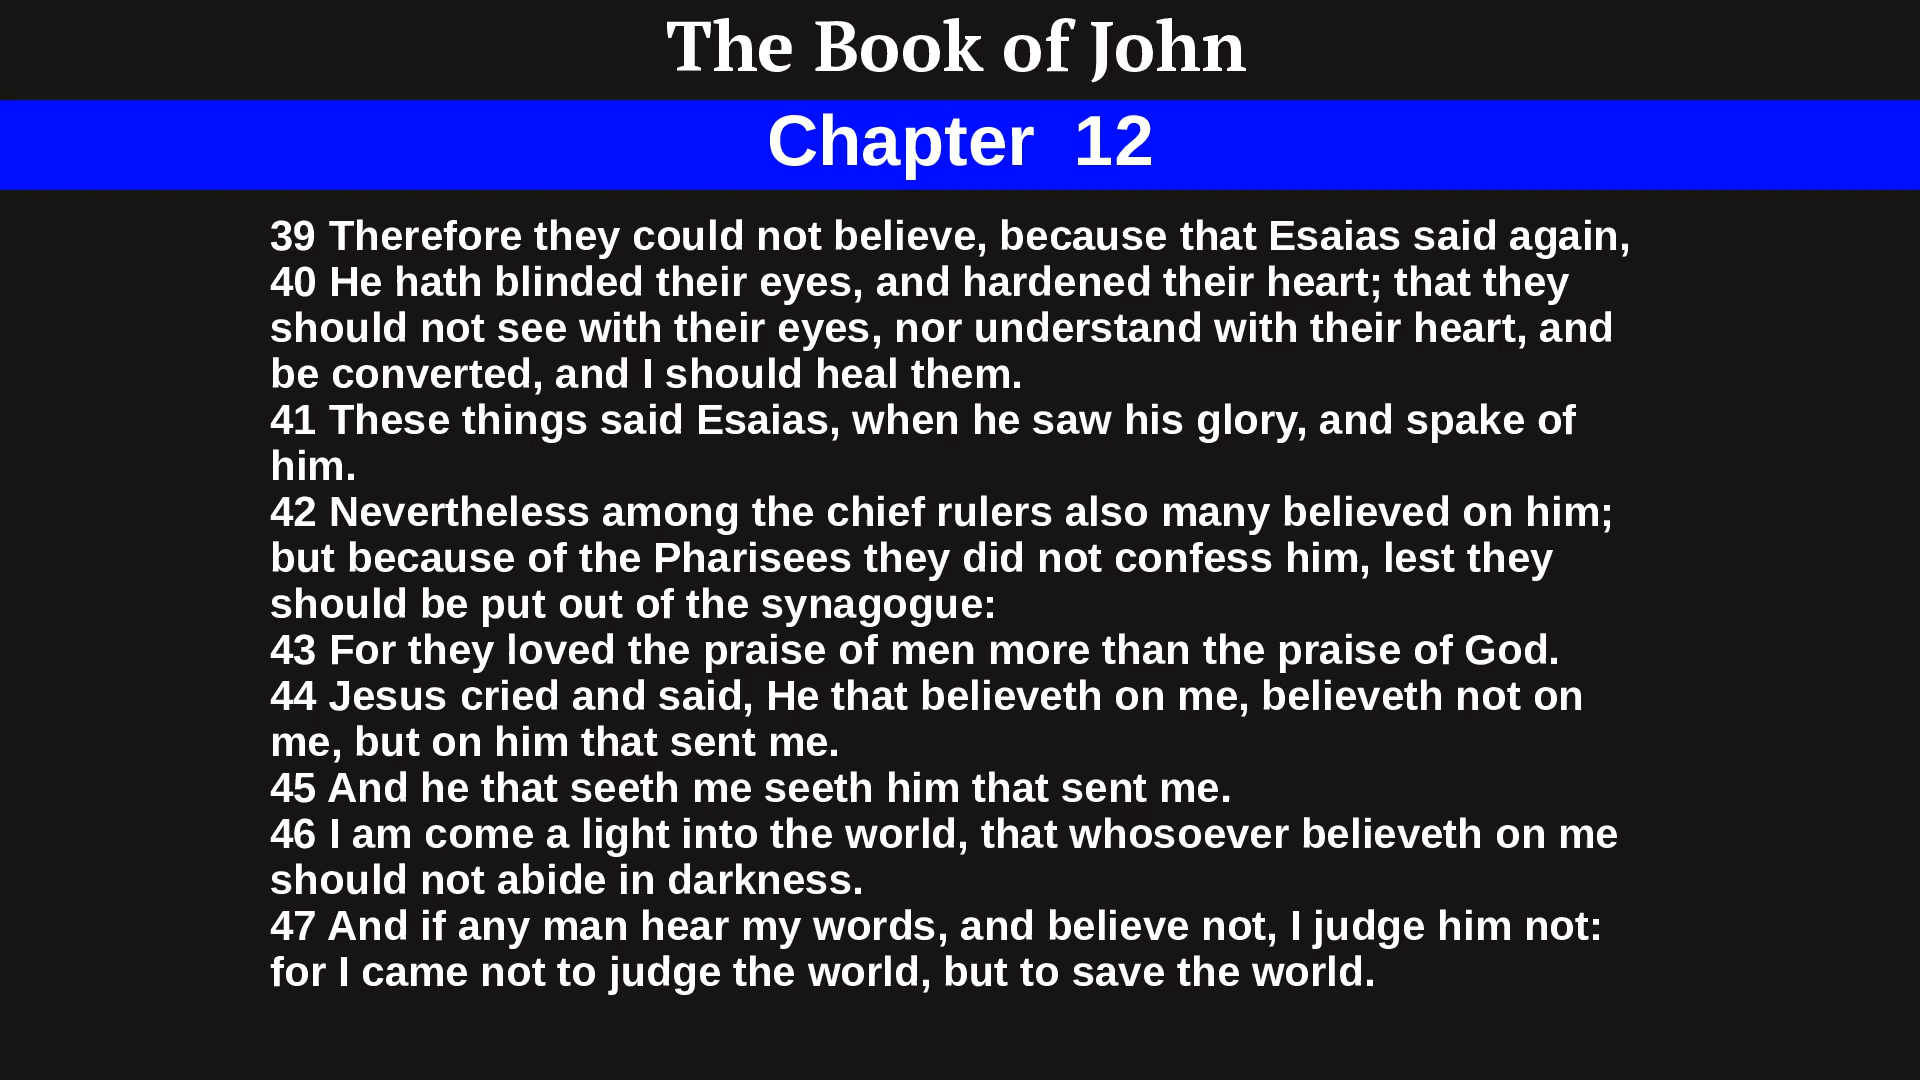 The Book of John
Chapter 12
39 Therefore they could not believe, because that Esaias said again,
40 He hath blinded their eyes, and hardened their heart; that they
should not see with their eyes, nor understand with their heart, and
be converted, and I should heal them.
41 These things said Esaias, when he saw his glory, and spake of
him.
42 Nevertheless among the chief rulers also many believed on him;
but because of the Pharisees they did not confess him, lest they
should be put out of the synagogue:
43 For they loved the praise of men more than the praise of God.
44 Jesus cried and said, He that believeth on me, believeth not on
me, but on him that sent me.
45 And he that seeth me seeth him that sent me.
46 I am come a light into the world, that whosoever believeth on me
should not abide in darkness.
47 And if any man hear my words, and believe not, I judge him not:
for I came not to judge the world, but to save the world.